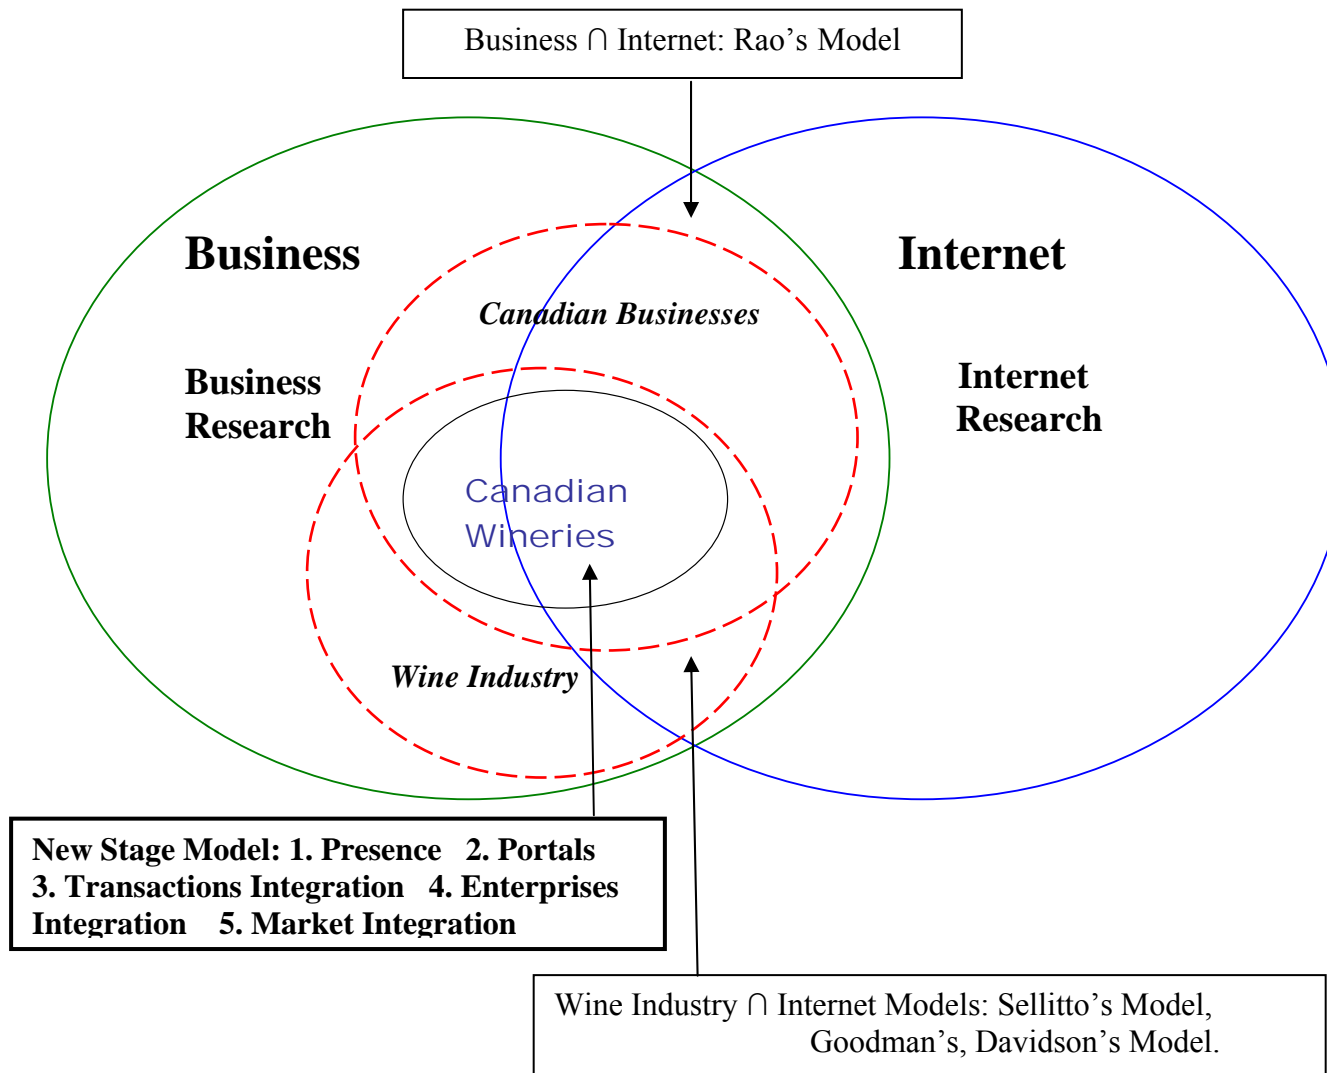 Business ∩ Internet: Rao’s Model
Business
Internet
Canadian Businesses
Business
Research
Internet
Research
Canadian
Wineries
Wine Industry
New Stage Model: 1. Presence   2. Portals
3. Transactions Integration   4. Enterprises
Integration    5. Market Integration
Wine Industry ∩ Internet Models: Sellitto’s Model,
Goodman’s, Davidson’s Model.